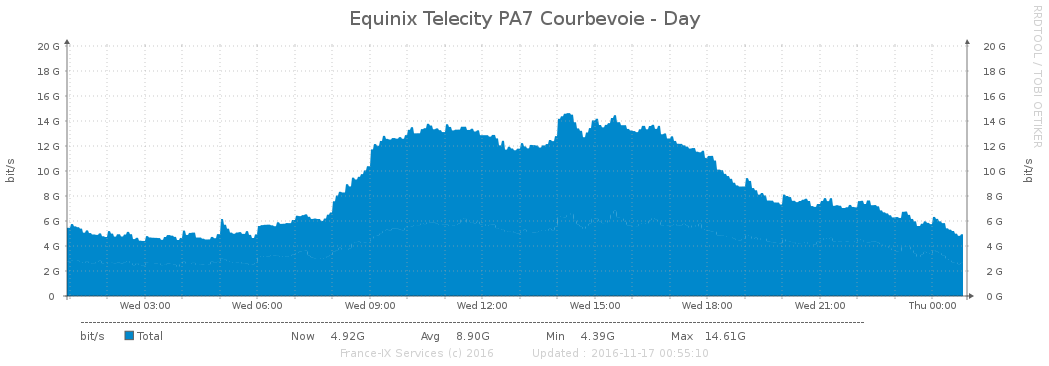 Equinix Telecity PA7 Courbevoie - Day
RRDTOOL / TOBI OETIKER
bit/s
20 G
18 G
16 G
14 G
12 G
10 G
8 G
6 G
4 G
2 G
0
20 G
18 G
16 G
14 G
12 G
10 G
8 G
6 G
4 G
2 G
0 G
bit/s
Wed 03:00 Wed 06:00 Wed 09:00 Wed 12:00 Wed 15:00 Wed 18:00 Wed 21:00 Thu 00:00
bit/s Total Now 4.92G Avg 8.90G Min 4.39G Max 14.61G
France-IX Services (c) 2016 Updated : 2016-11-17 00:55:10